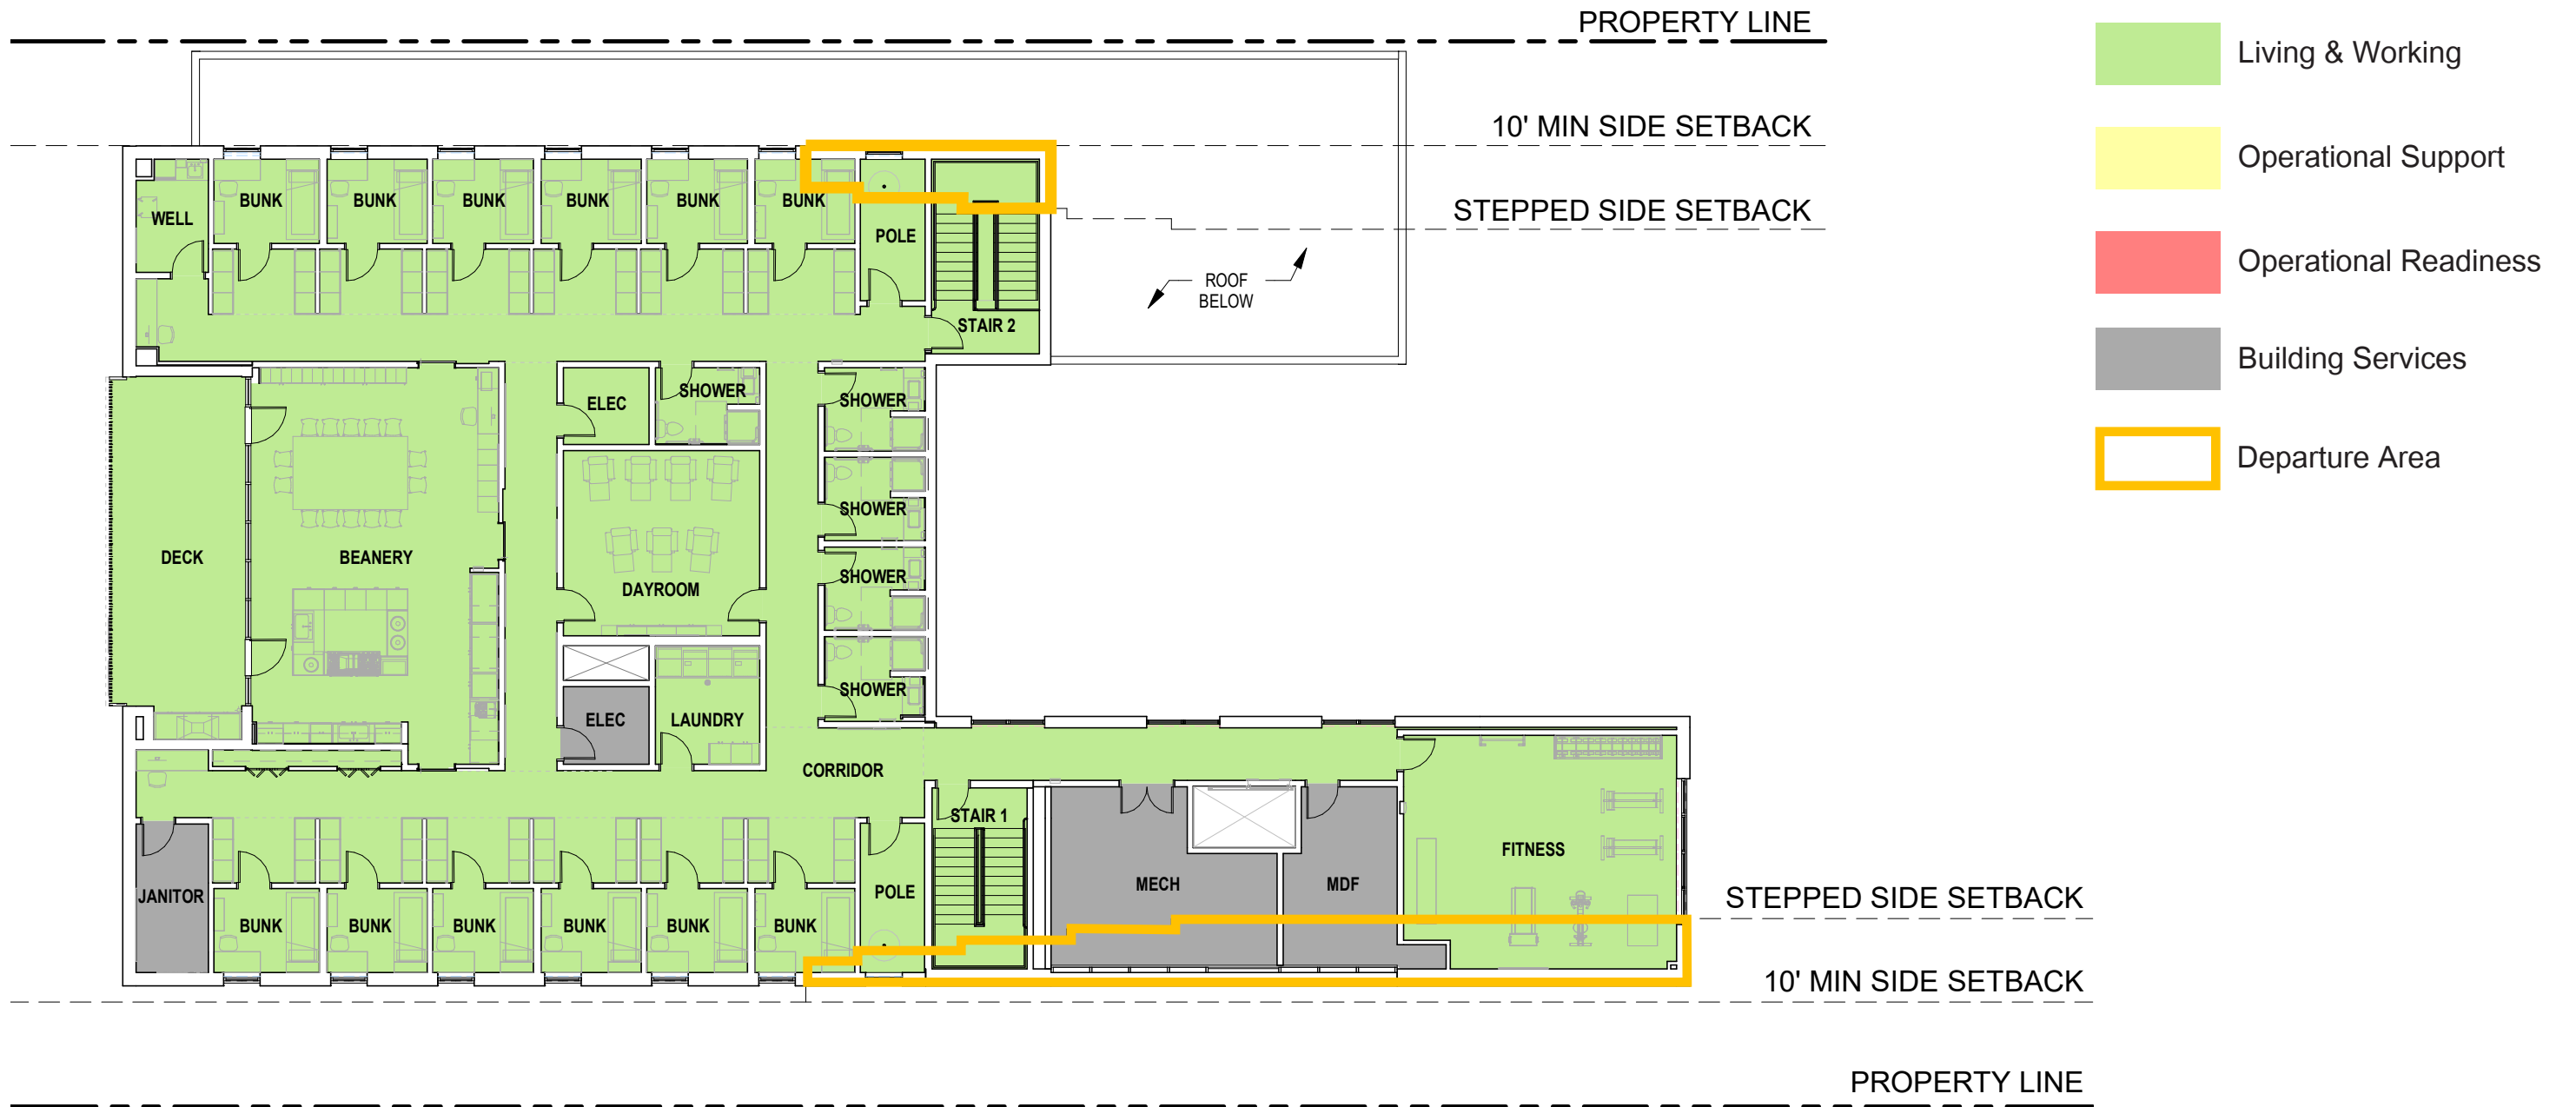 PROPERTY LINE
Living & Working
10' MIN SIDE SETBACK
Operational Support
STEPPED SIDE SETBACK
Operational Readiness
Building Services
Departure Area
WELL
BUNK
BUNK
BUNK
BUNK
BUNK
BUNK
POLE
STAIR 2
ROOF
BELOW
ELEC
SHOWER
SHOWER
SHOWER
SHOWER
SHOWER
DECK
BEANERY
DAYROOM
ELEC
LAUNDRY
CORRIDOR
STAIR 1
JANITOR
BUNK
BUNK
BUNK
BUNK
BUNK
BUNK
POLE
MECH
MDF
FITNESS
STEPPED SIDE SETBACK
10' MIN SIDE SETBACK
PROPERTY LINE